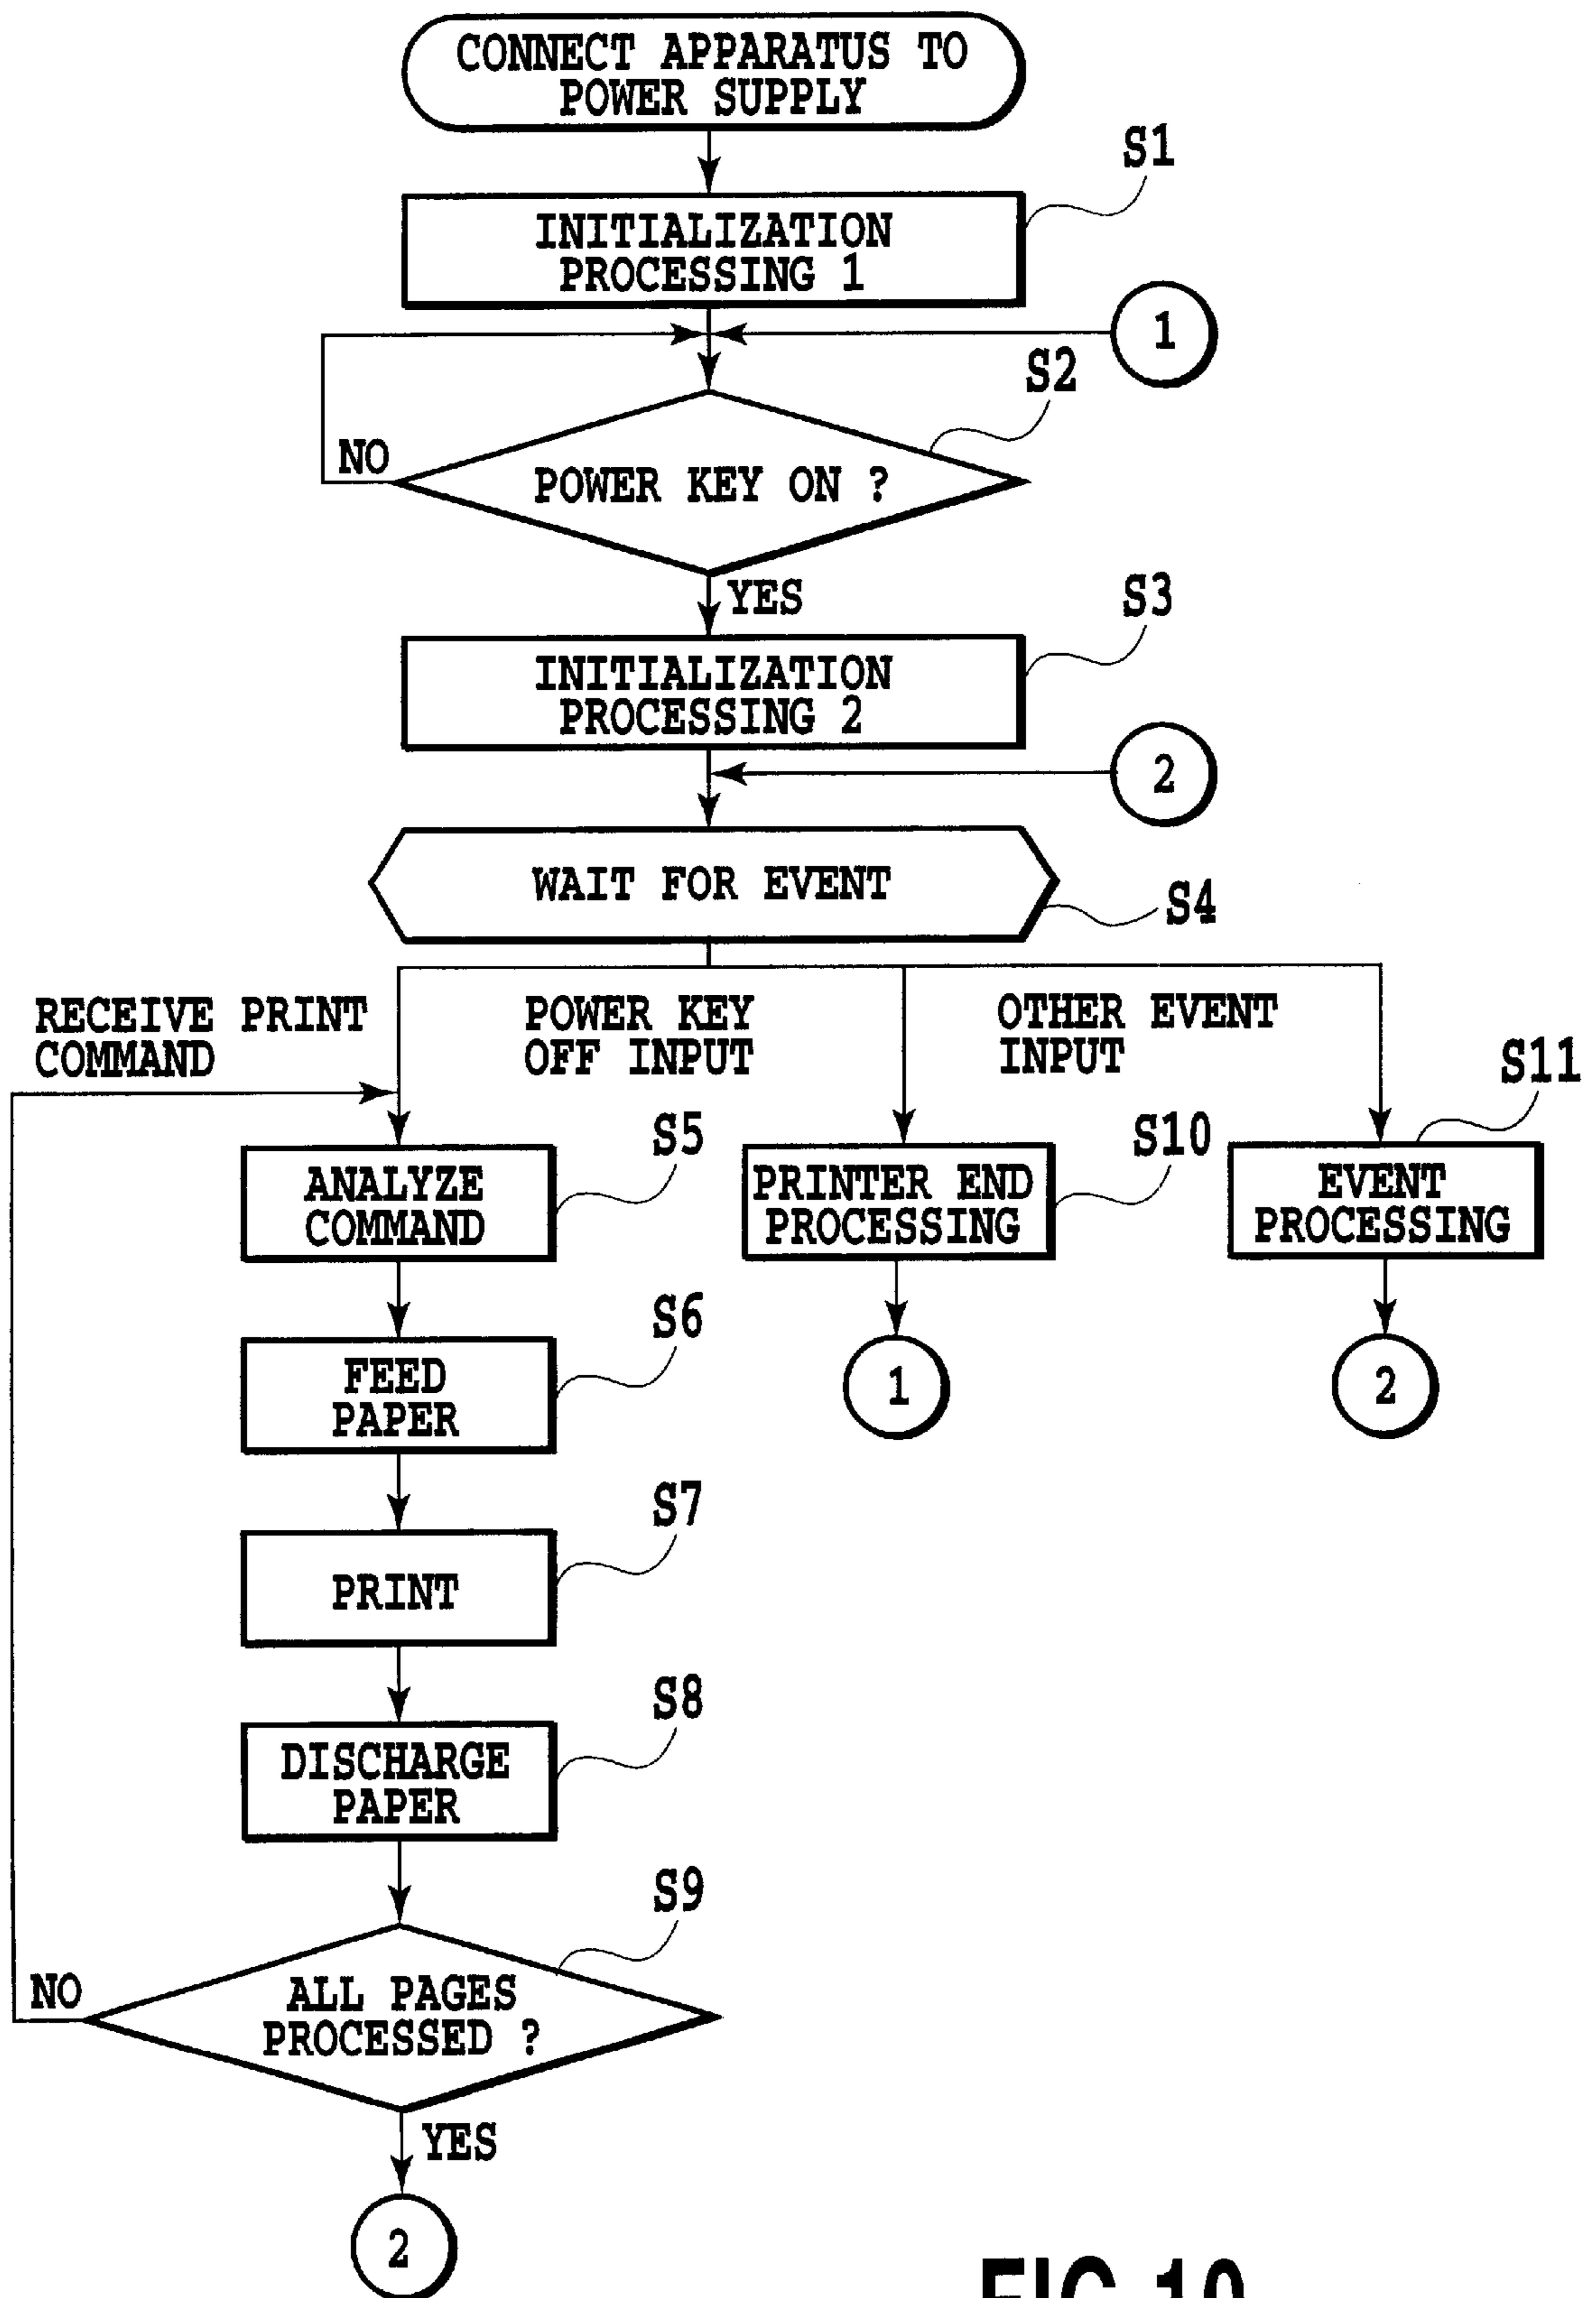 CONNECT APPARATUS TO
POWER SUPPLY
S1
INITIALIZATION
PROCESSING 1
1
S2
NO
POWER KEY ON ?
YES
S3
INITIALIZATION
PROCESSING 2
2
WAIT FOR EVENT
S4
RECEIVE PRINT
COMMAND
POWER KEY
OFF INPUT
OTHER EVENT
INPUT
S5
ANALYZE
COMMAND
S10
PRINTER END
PROCESSING
S11
EVENT
PROCESSING
S6
FEED
PAPER
1
2
S7
PRINT
S8
DISCHARGE
PAPER
S9
NO
ALL PAGES
PROCESSED ?
YES
2